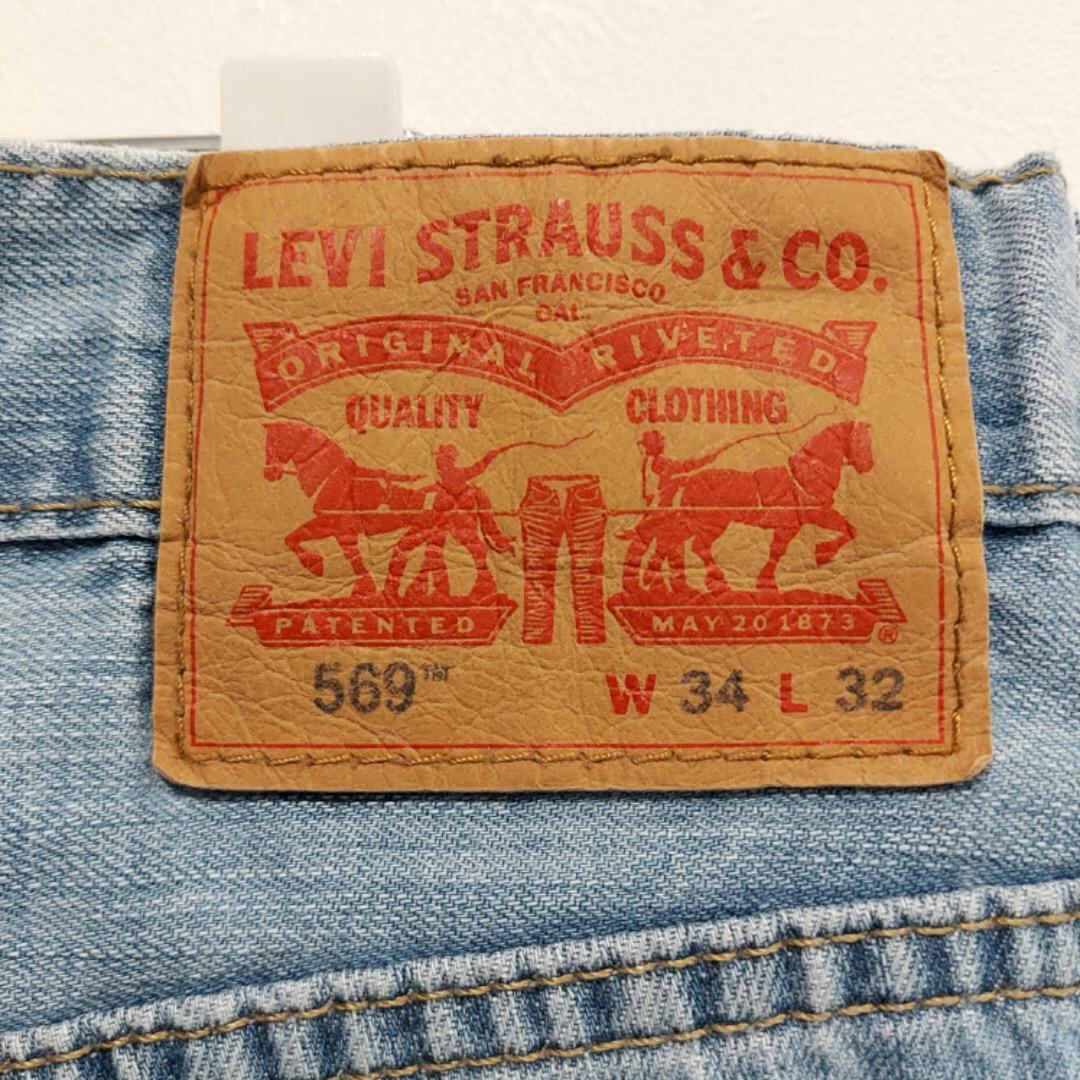 LEVI STRAUSS & CO.
SAN FRANCISCO
CAL.
ORIGINAL RIVETED
QUALITY CLOTHING
PATENTED MAY 20 1873 ®
569™ W 34 L 32